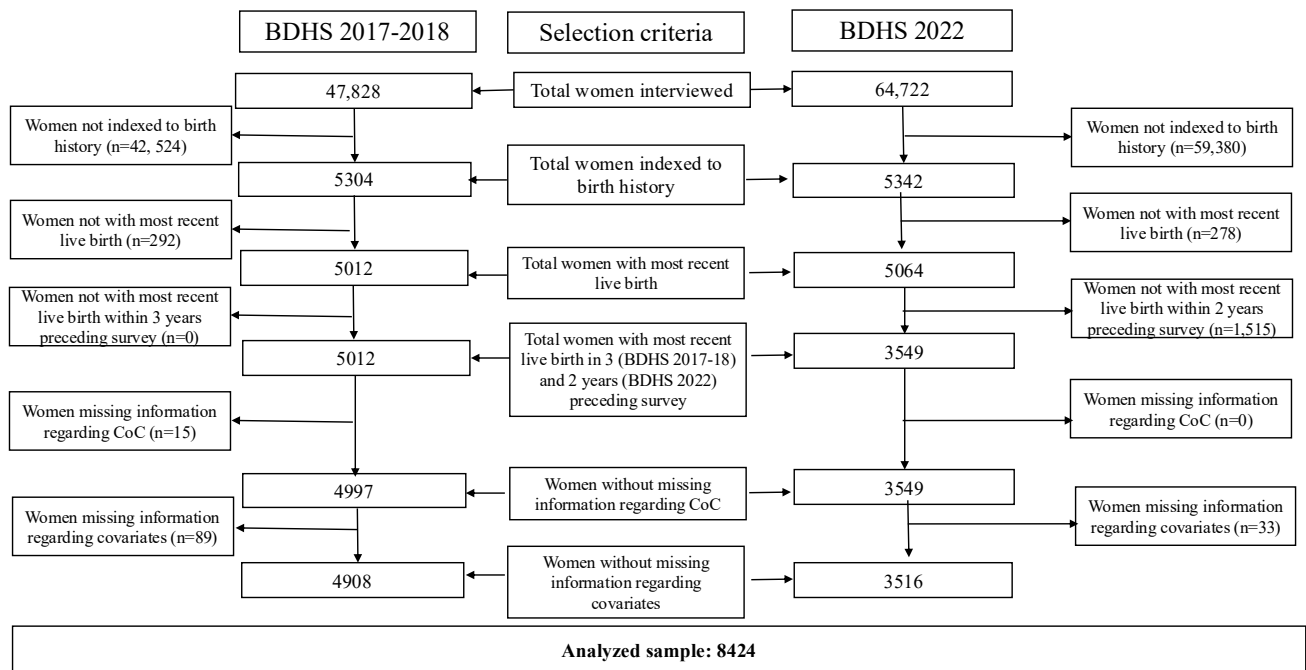 BDHS 2017-2018
Selection criteria
BDHS 2022
47,828
Total women interviewed
64,722
Women not indexed to birth
history (n=42, 524)
Women not indexed to birth
history (n=59,380)
5304
Total women indexed to
birth history
5342
Women not with most recent
live birth (n=292)
Women not with most recent
live birth (n=278)
5012
Total women with most recent
live birth
5064
Women not with most recent
live birth within 3 years
preceding survey (n=0)
Women not with most recent
live birth within 2 years
preceding survey (n=1,515)
5012
Total women with most recent
live birth in 3 (BDHS 2017-18)
and 2 years (BDHS 2022)
preceding survey
3549
Women missing information
regarding CoC (n=15)
Women missing information
regarding CoC (n=0)
4997
Women without missing
information regarding CoC
3549
Women missing information
regarding covariates (n=89)
Women missing information
regarding covariates (n=33)
4908
Women without missing
information regarding
covariates
3516
Analyzed sample: 8424